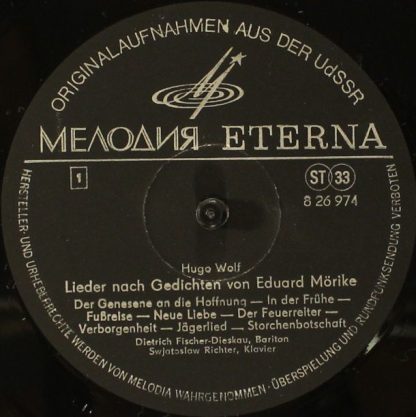 ORIGINALAUFNAHMEN AUS DER UdSSR
МЕЛОДИЯ ETERNA
1
ST 33
8 26 974
Hugo Wolf
Lieder nach Gedichten von Eduard Mörike
Der Genesene an die Hoffnung — In der Frühe —
Fußreise — Neue Liebe — Der Feuerreiter —
Verborgenheit — Jägerlied — Storchenbotschaft
Dietrich Fischer-Dieskau, Bariton
Swjatoslaw Richter, Klavier
HERSTELLER- UND URHEBERRECHTE WERDEN VON MELODIA WAHRGENOMMEN · ÜBERSPIELUNG UND RUNDFUNKSENDUNG VERBOTEN